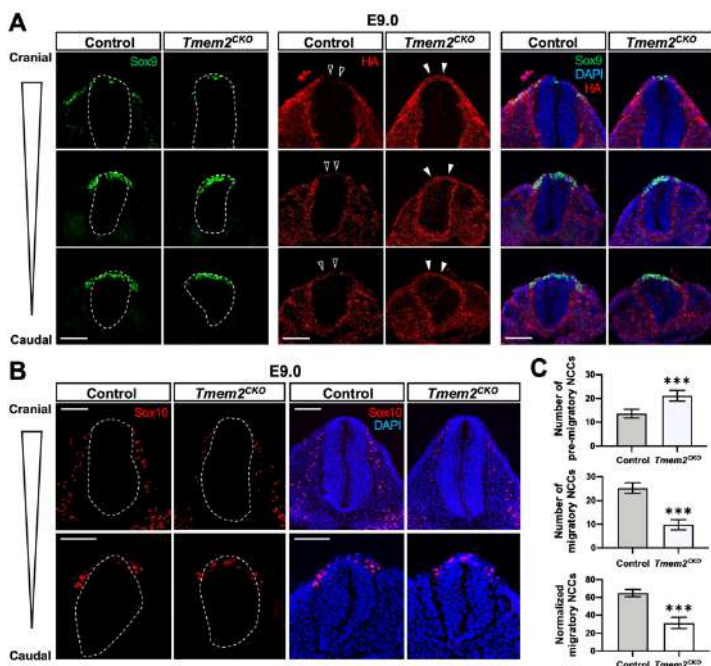 A
E9.0
Cranial
Control
Tmem2CKO
Control
Tmem2CKO
Control
Tmem2CKO
Sox9
HA
Sox9
DAPI
HA
Caudal
B
E9.0
Cranial
Control
Tmem2CKO
Control
Tmem2CKO
Sox10
Sox10
DAPI
Caudal
C
Number of
pre-migratory NCCs
30
20
10
0
***
Control Tmem2CKO
Number of
migratory NCCs
30
20
10
0
***
Control Tmem2CKO
Normalized
migratory NCCs
80
60
40
20
0
***
Control Tmem2CKO